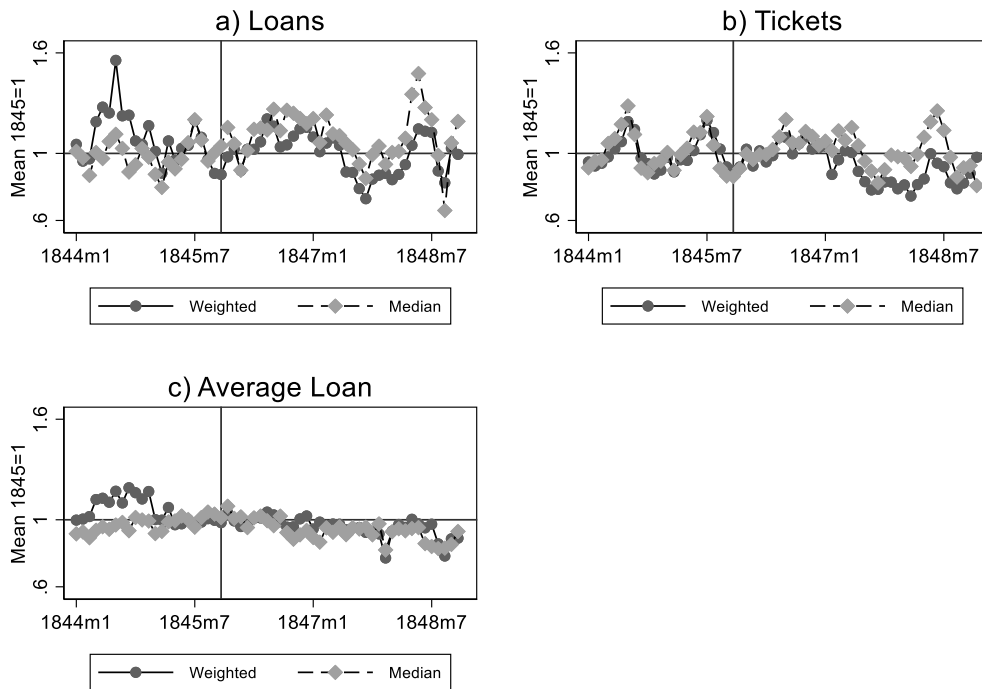 a) Loans
Mean 1845=1
1.6
1
.6
1844m1 1845m7 1847m1 1848m7
Weighted Median
b) Tickets
Mean 1845=1
1.6
1
.6
1844m1 1845m7 1847m1 1848m7
Weighted Median
c) Average Loan
Mean 1845=1
1.6
1
.6
1844m1 1845m7 1847m1 1848m7
Weighted Median